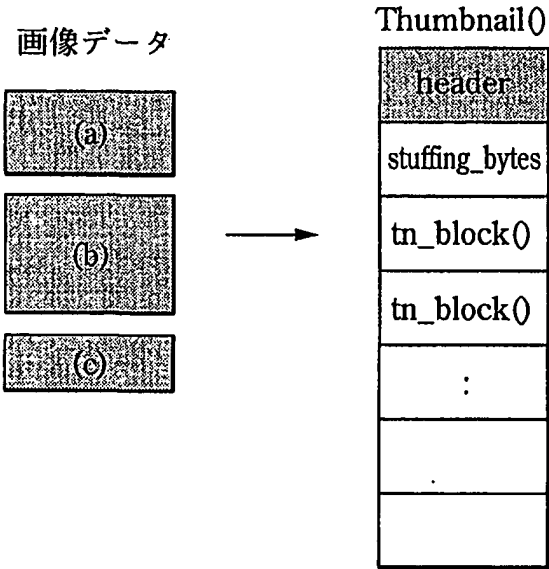 画像データ
(a)
(b)
(c)
Thumbnail()
header
stuffing_bytes
tn_block()
tn_block()
: